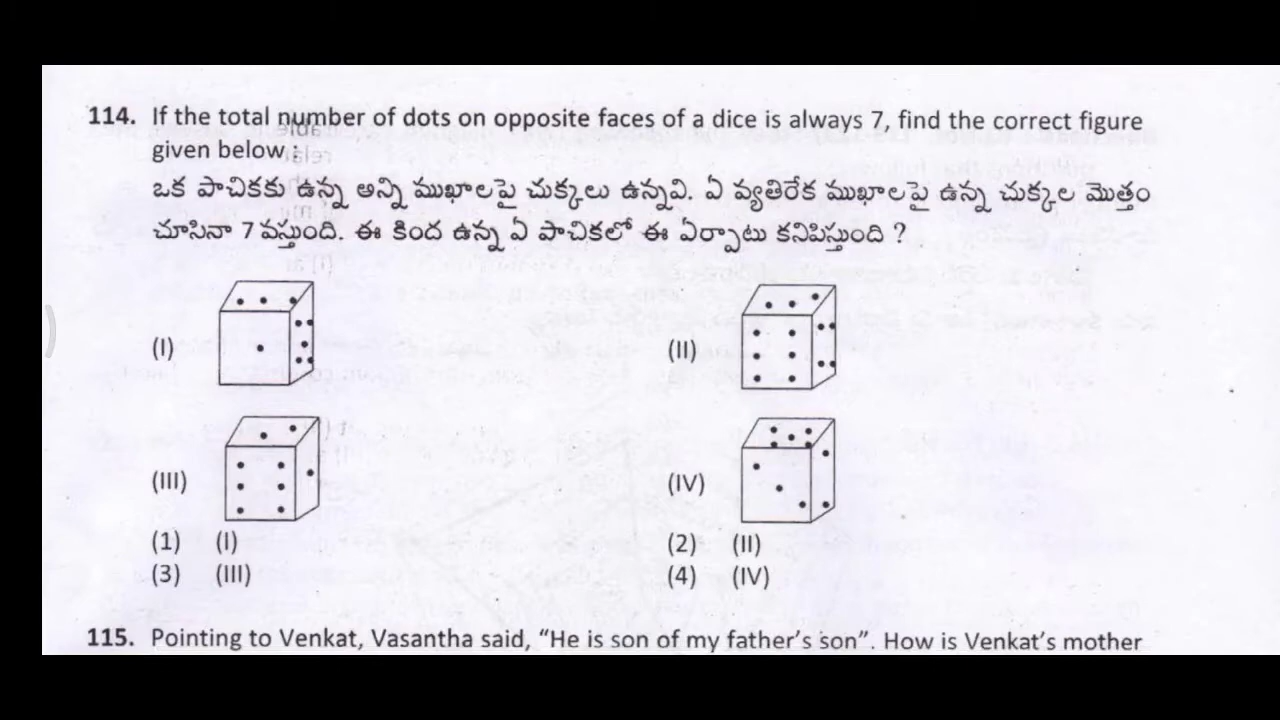 114. If the total number of dots on opposite faces of a dice is always 7, find the correct figure
given below.
ఒక పాచికకు ఉన్న అన్ని ముఖాలపై చుక్కలు ఉన్నవి. ఏ వ్యతిరేక ముఖాలపై ఉన్న చుక్కల మొత్తం
చూసినా 7 వస్తుంది. ఈ కింద ఉన్న ఏ పాచికలో ఈ ఏర్పాటు కనిపిస్తుంది ?
(I) (II)
(III) (IV)
(1) (I) (2) (II)
(3) (III) (4) (IV)
115. Pointing to Venkat, Vasantha said, “He is son of my father’s son”. How is Venkat’s mother